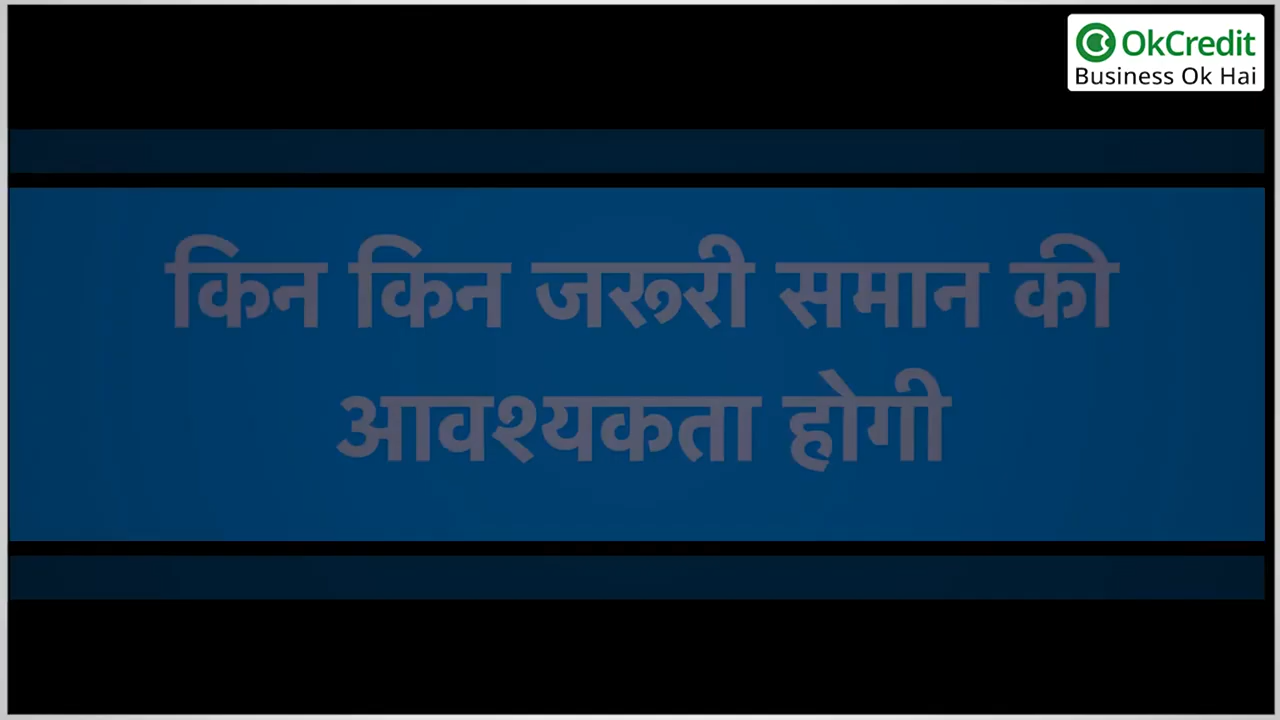 OkCredit
Business Ok Hai
किन किन जरूरी समान की
आवश्यकता होगी